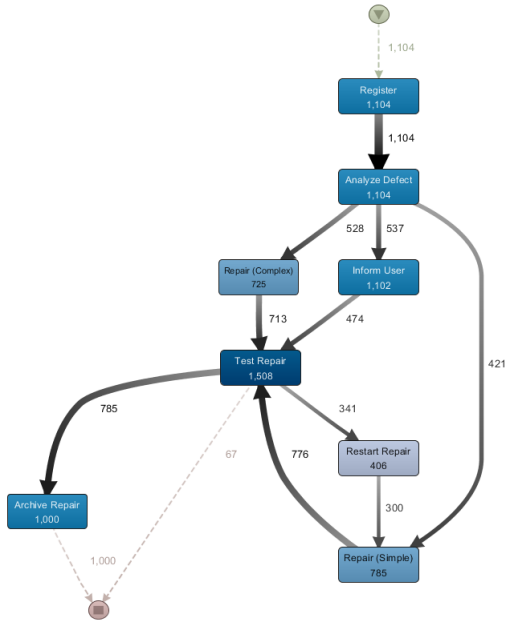 1,104
Register
1,104
1,104
Analyze Defect
1,104
528
537
Repair (Complex)
725
Inform User
1,102
713
474
421
Test Repair
1,508
785
341
67
776
Restart Repair
406
300
Archive Repair
1,000
Repair (Simple)
785
1,000